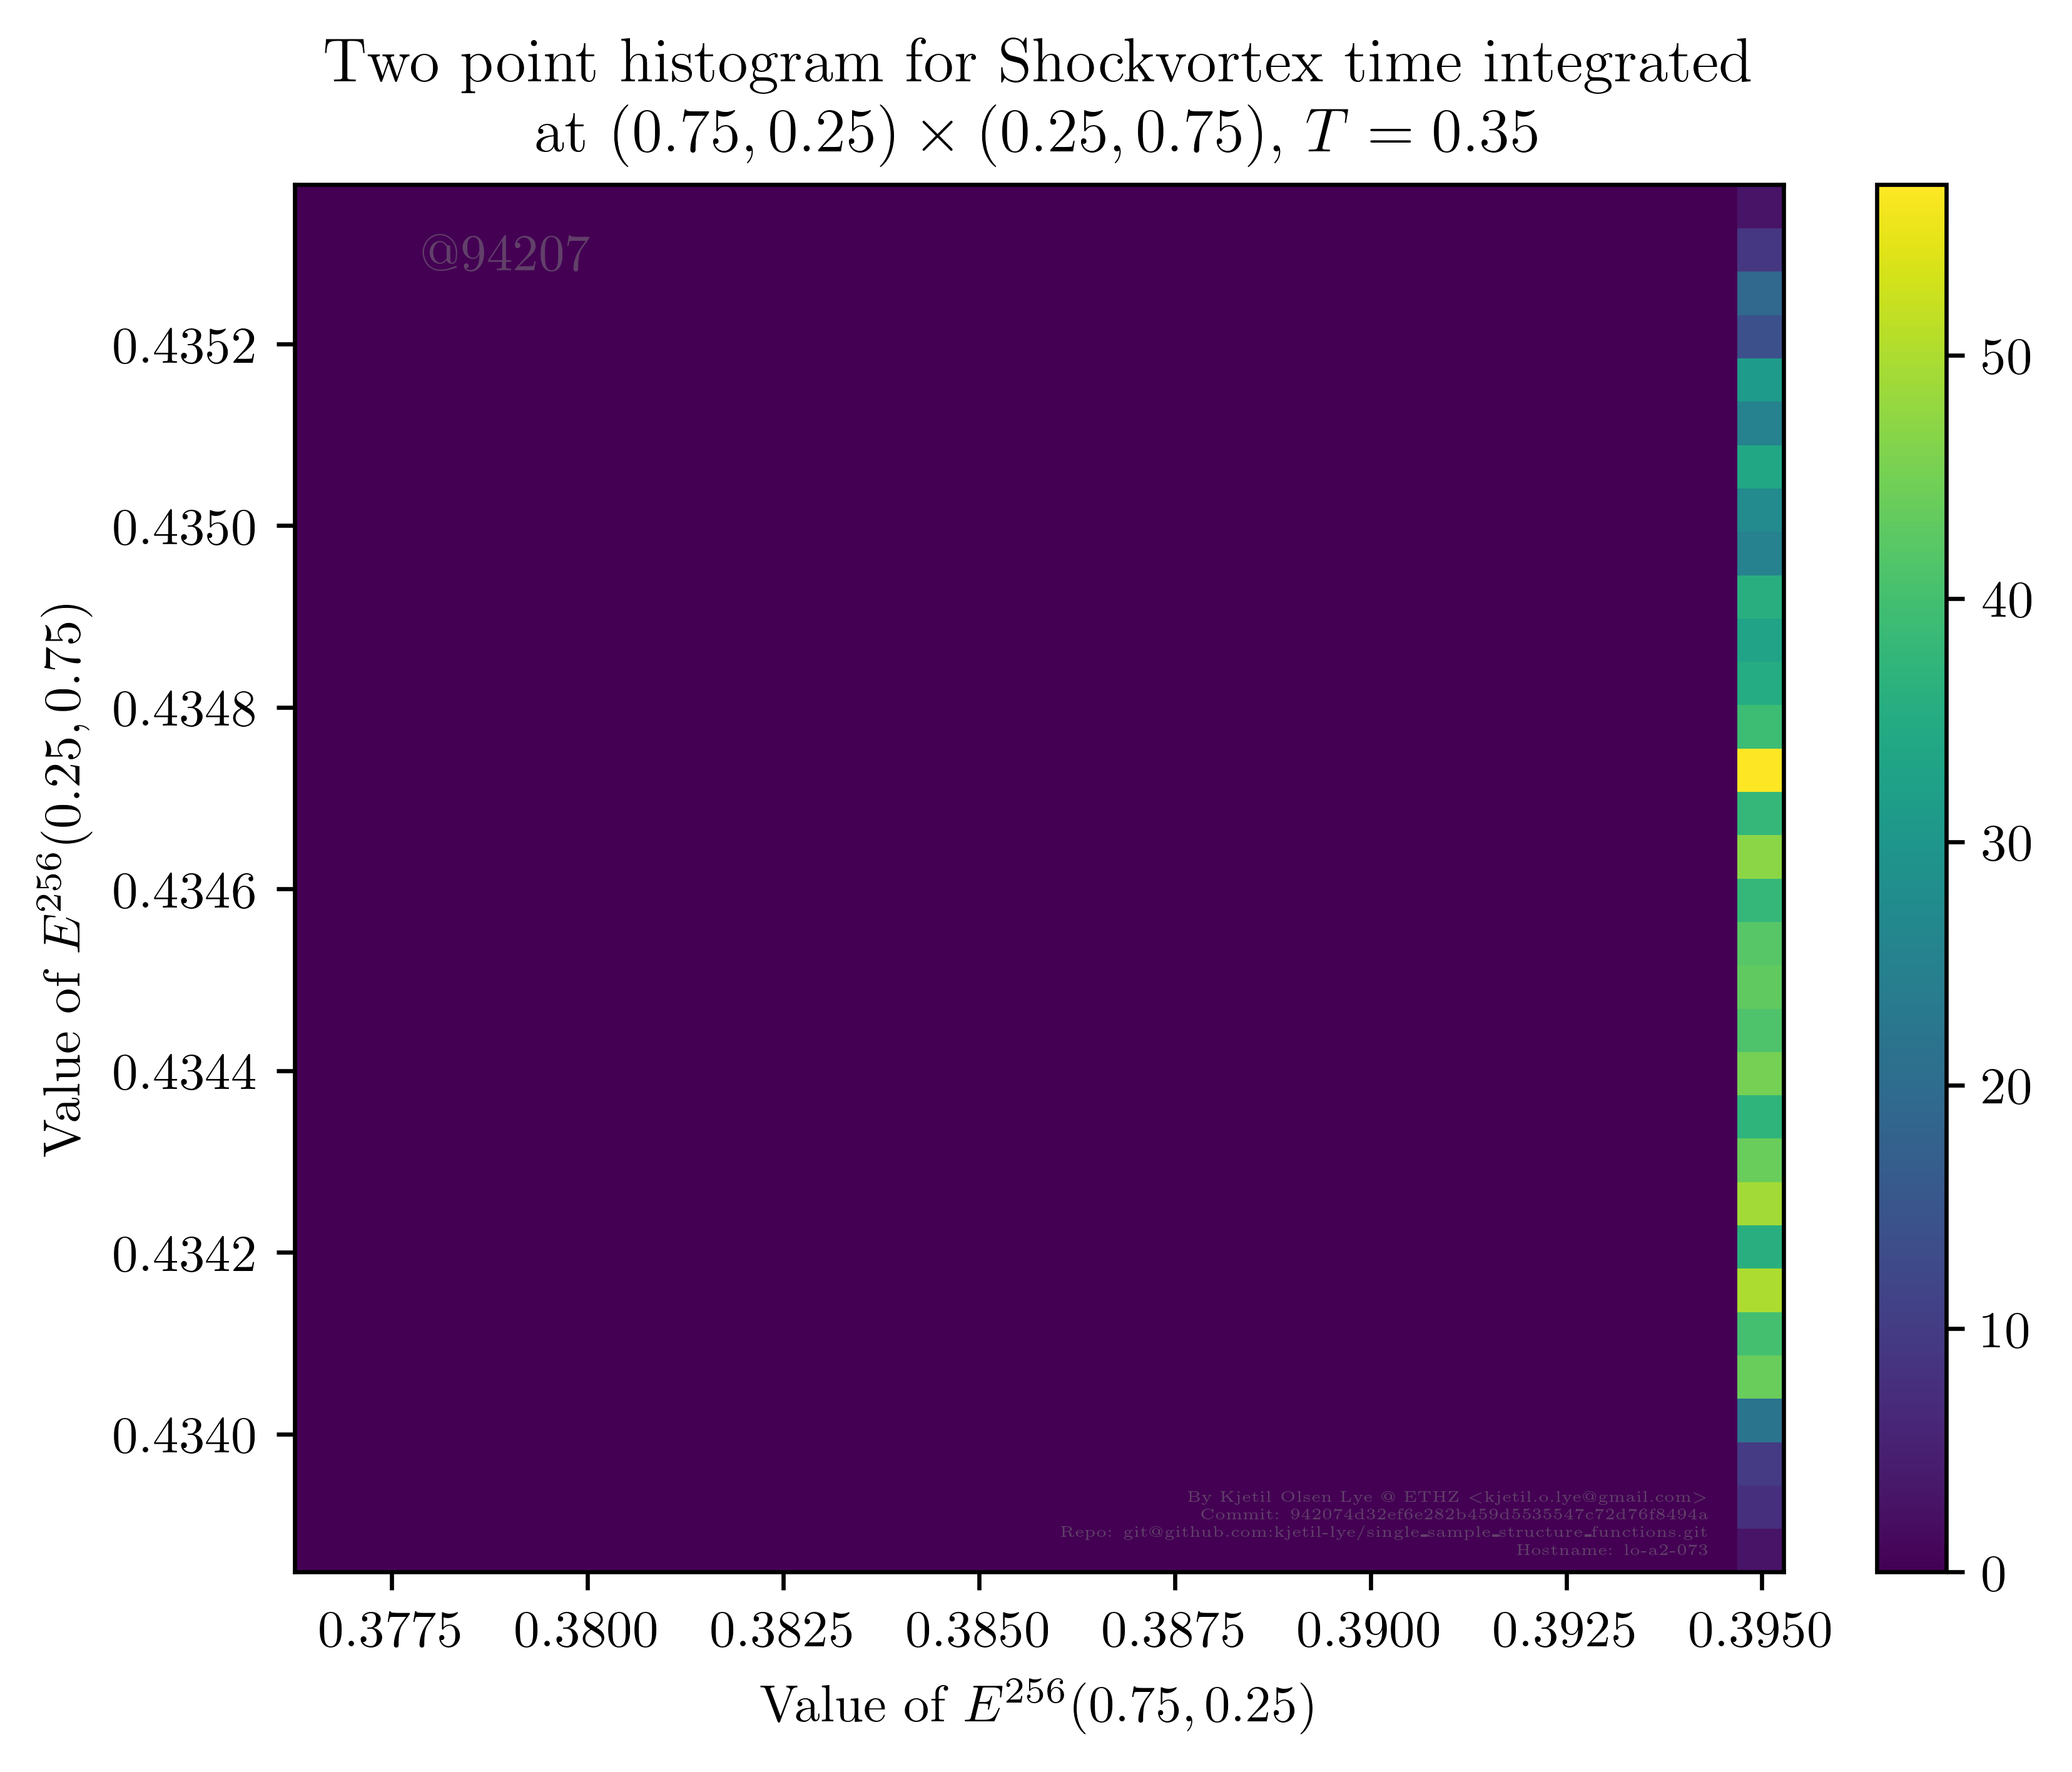 Two point histogram for Shockvortex time integrated
at (0.75, 0.25) × (0.25, 0.75), T = 0.35
@94207
0.4352
0.4350
0.4348
0.4346
0.4344
0.4342
0.4340
Value of E^256(0.25, 0.75)
50
40
30
20
10
0
By Kjetil Olsen Lye @ ETHZ <kjetil.o.lye@gmail.com>
Commit: 942074d32ef6e282b459d5535547c72d76f8494a
Repo: git@github.com:kjetil-lye/single_sample_structure_functions.git
Hostname: lo-a2-073
0.3775 0.3800 0.3825 0.3850 0.3875 0.3900 0.3925 0.3950
Value of E^256(0.75, 0.25)